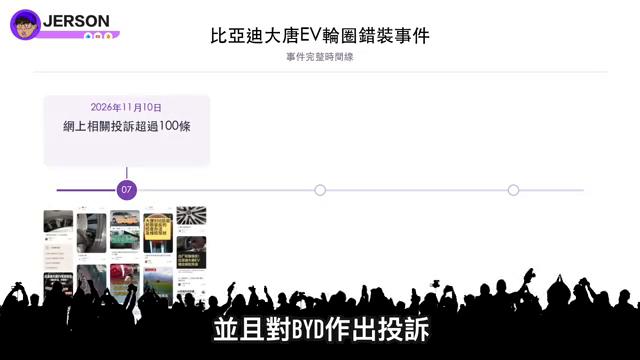 JERSON
比亞迪大唐EV輪圈錯裝事件
事件完整時間線
2026年11月10日
網上相關投訴超過100條
07
並且對BYD作出投訴